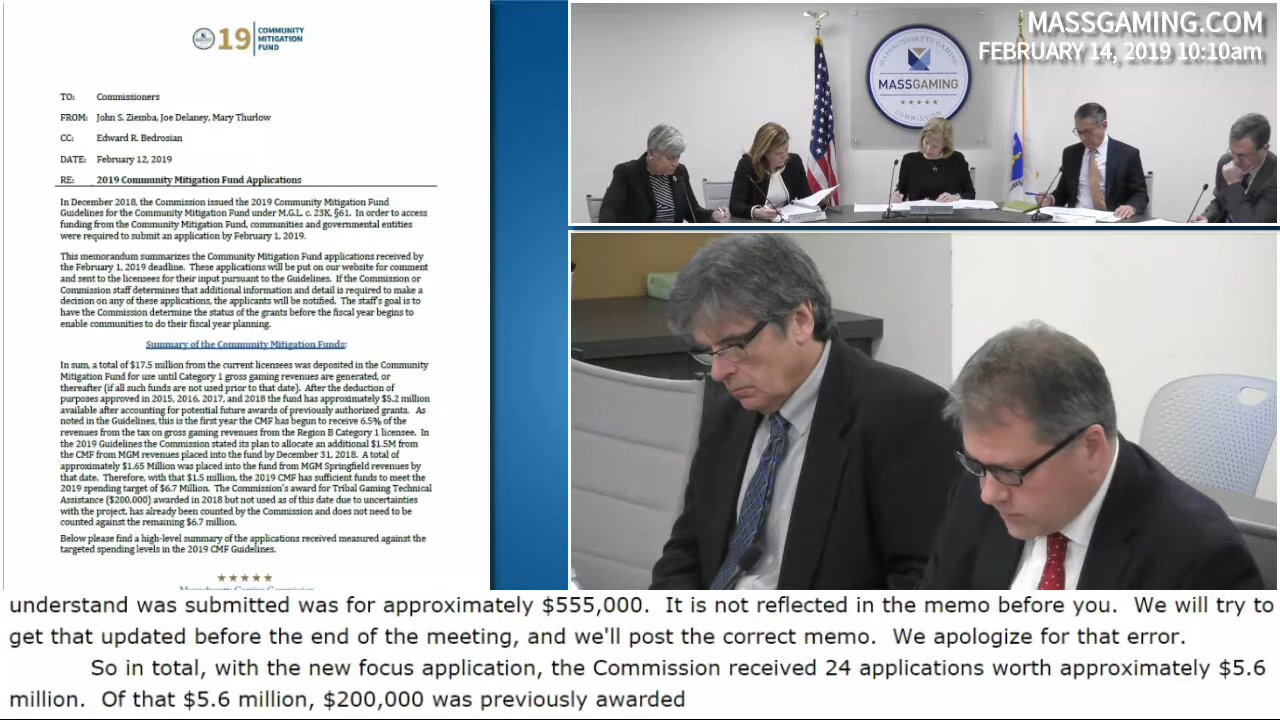 19 COMMUNITY
MITIGATION
FUND
TO: Commissioners
FROM: John S. Ziemba, Joe Delaney, Mary Thurlow
CC: Edward R. Bedrosian
DATE: February 12, 2019
RE: 2019 Community Mitigation Fund Applications
In December 2018, the Commission issued the 2019 Community Mitigation Fund
Guidelines for the Community Mitigation Fund under M.G.L. c. 23K, §61. In order to access
funding from the Community Mitigation Fund, communities and governmental entities
were required to submit an application by February 1, 2019.
This memorandum summarizes the Community Mitigation Fund applications received by
the February 1, 2019 deadline. These applications will be put on our website for comment
and sent to the licensees for their input pursuant to the Guidelines. If the Commission or
Commission staff determines that additional information and detail is required to make a
decision on any of these applications, the applicants will be notified. The staff's goal is to
have the Commission determine the status of the grants before the fiscal year begins to
enable communities to do their fiscal year planning.
Summary of the Community Mitigation Funds:
In sum, a total of $17.5 million from the current licensees was deposited in the Community
Mitigation Fund for use until Category 1 gross gaming revenues are generated, or
thereafter (if all such funds are not used prior to that date). After the deduction of
purposes approved in 2015, 2016, 2017, and 2018 the fund has approximately $5.2 million
available after accounting for potential future awards of previously authorized grants. As
noted in the Guidelines, this is the first year the CMF has begun to receive 6.5% of the
revenues from the tax on gross gaming revenues from the Region B Category 1 licensee. In
the 2019 Guidelines the Commission stated its plan to allocate an additional $1.5M from
the CMF from MGM revenues placed into the fund by December 31, 2018. A total of
approximately $1.65 Million was placed into the fund from MGM Springfield revenues by
that date. Therefore, with that $1.5 million, the 2019 CMF has sufficient funds to meet the
2019 spending target of $6.7 Million. The Commission's award for Tribal Gaming Technical
Assistance ($200,000) awarded in 2018 but not used as of this date due to uncertainties
with the project, has already been counted by the Commission and does not need to be
counted against the remaining $6.7 million.
Below please find a high-level summary of the applications received measured against the
targeted spending levels in the 2019 CMF Guidelines.
★★★★★
MASSGAMING.COM
FEBRUARY 14, 2019 10:10am
MASSACHUSETTS GAMING
MASSGAMING
★★★★★
COMMISSION
understand was submitted was for approximately $555,000. It is not reflected in the memo before you. We will try to
get that updated before the end of the meeting, and we'll post the correct memo. We apologize for that error.
So in total, with the new focus application, the Commission received 24 applications worth approximately $5.6
million. Of that $5.6 million, $200,000 was previously awarded